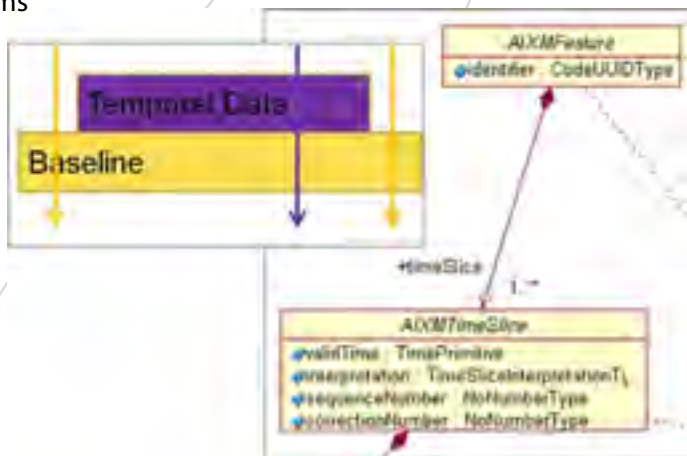 ns
Temporal Data
Baseline
AIXMFeature
identifier : CodeUUIDType
+timeSlice
1..*
AIXMTimeSlice
validTime : TimePrimitive
interpretation : TimeSliceInterpretationT
sequenceNumber : NoNumberType
correctionNumber : NoNumberType